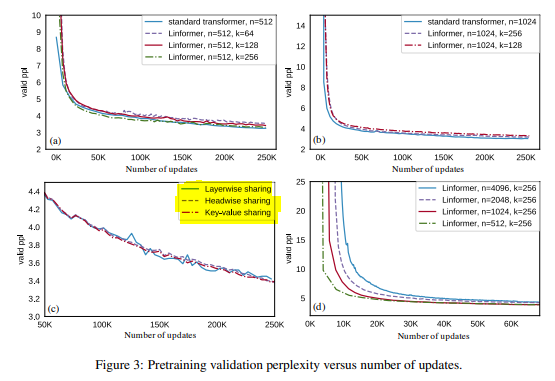 10
9
8
7
6
5
4
3
2
valid ppl
standard transformer, n=512
Linformer, n=512, k=64
Linformer, n=512, k=128
Linformer, n=512, k=256
(a)
0K 50K 100K 150K 200K 250K
Number of updates
14
12
10
8
6
4
2
valid ppl
standard transformer, n=1024
Linformer, n=1024, k=256
Linformer, n=1024, k=128
(b)
0K 50K 100K 150K 200K 250K
Number of updates
4.4
4.2
4.0
3.8
3.6
3.4
3.2
3.0
valid ppl
Layerwise sharing
Headwise sharing
Key-value sharing
(c)
50K 100K 150K 200K 250K
Number of updates
25
20
15
10
5
valid ppl
Linformer, n=4096, k=256
Linformer, n=2048, k=256
Linformer, n=1024, k=256
Linformer, n=512, k=256
(d)
0K 10K 20K 30K 40K 50K 60K
Number of updates
Figure 3: Pretraining validation perplexity versus number of updates.